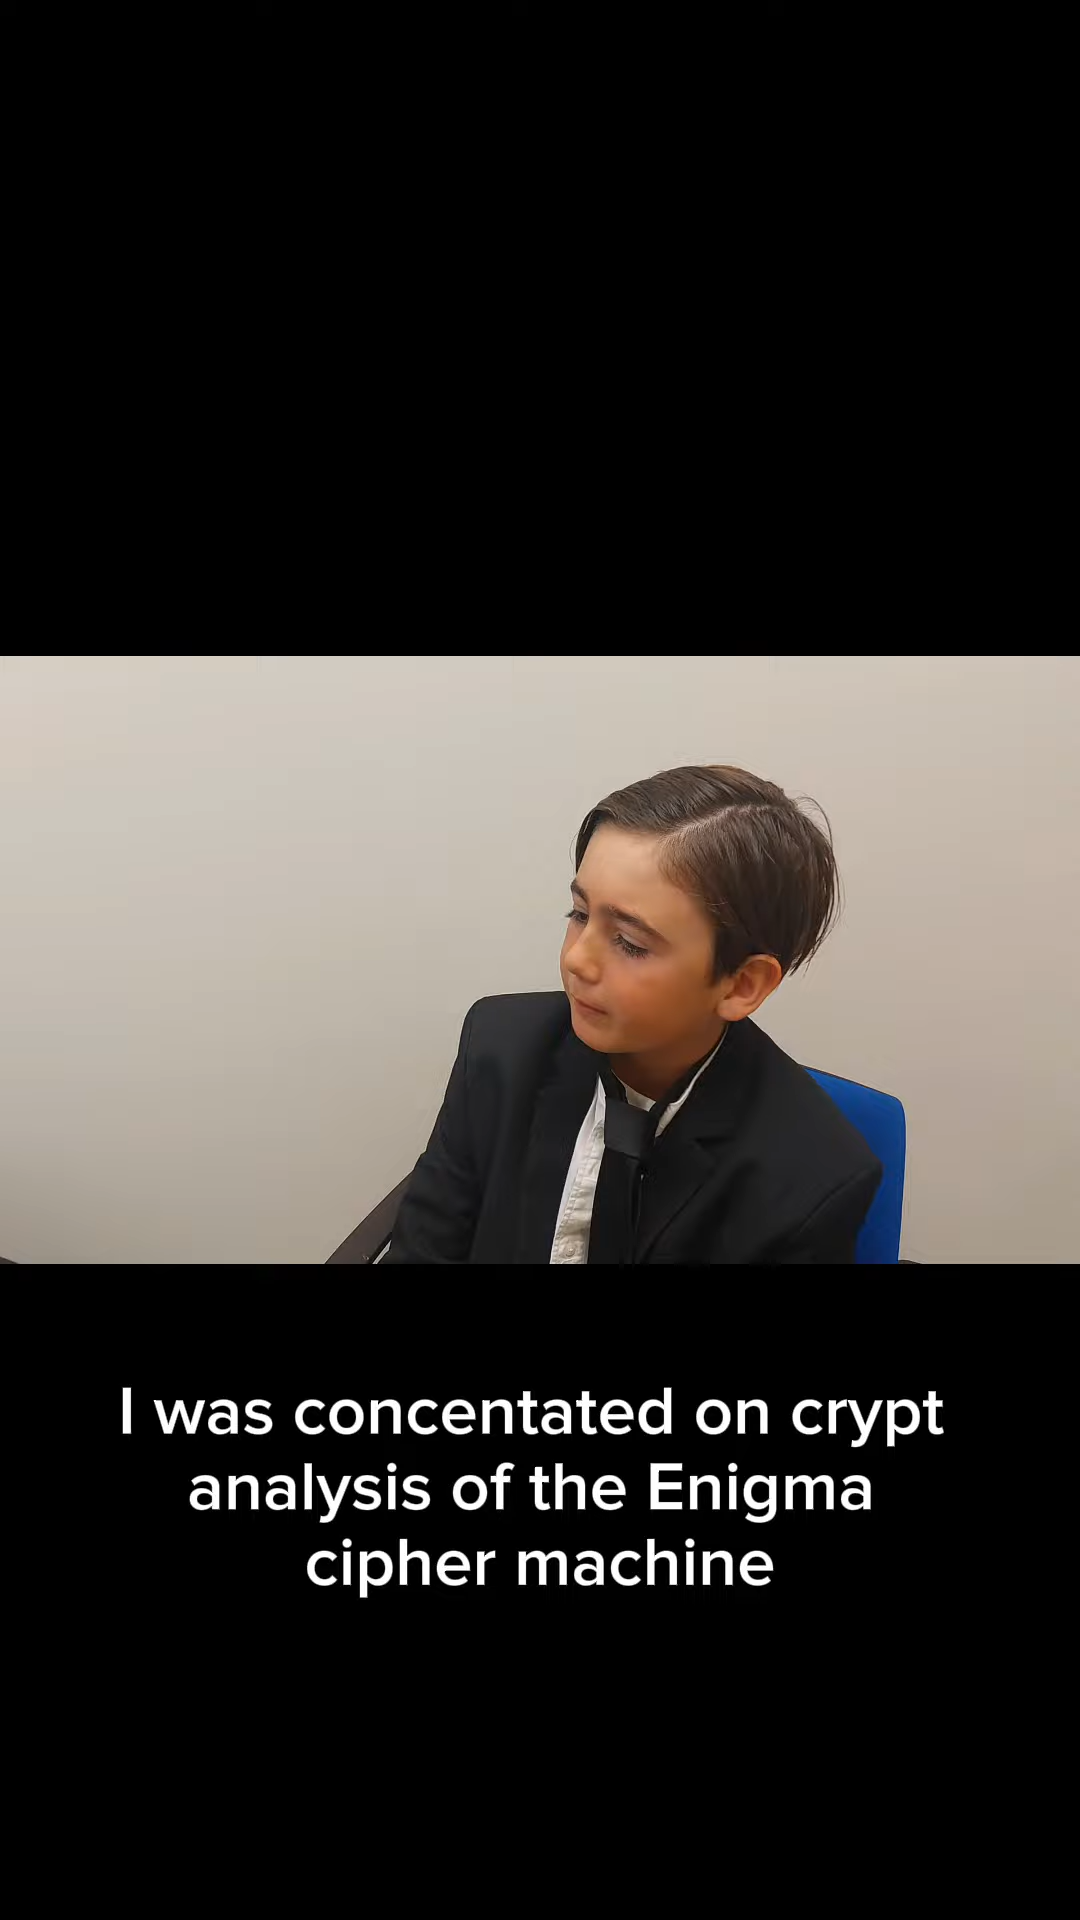 I was concentated on crypt
analysis of the Enigma
cipher machine